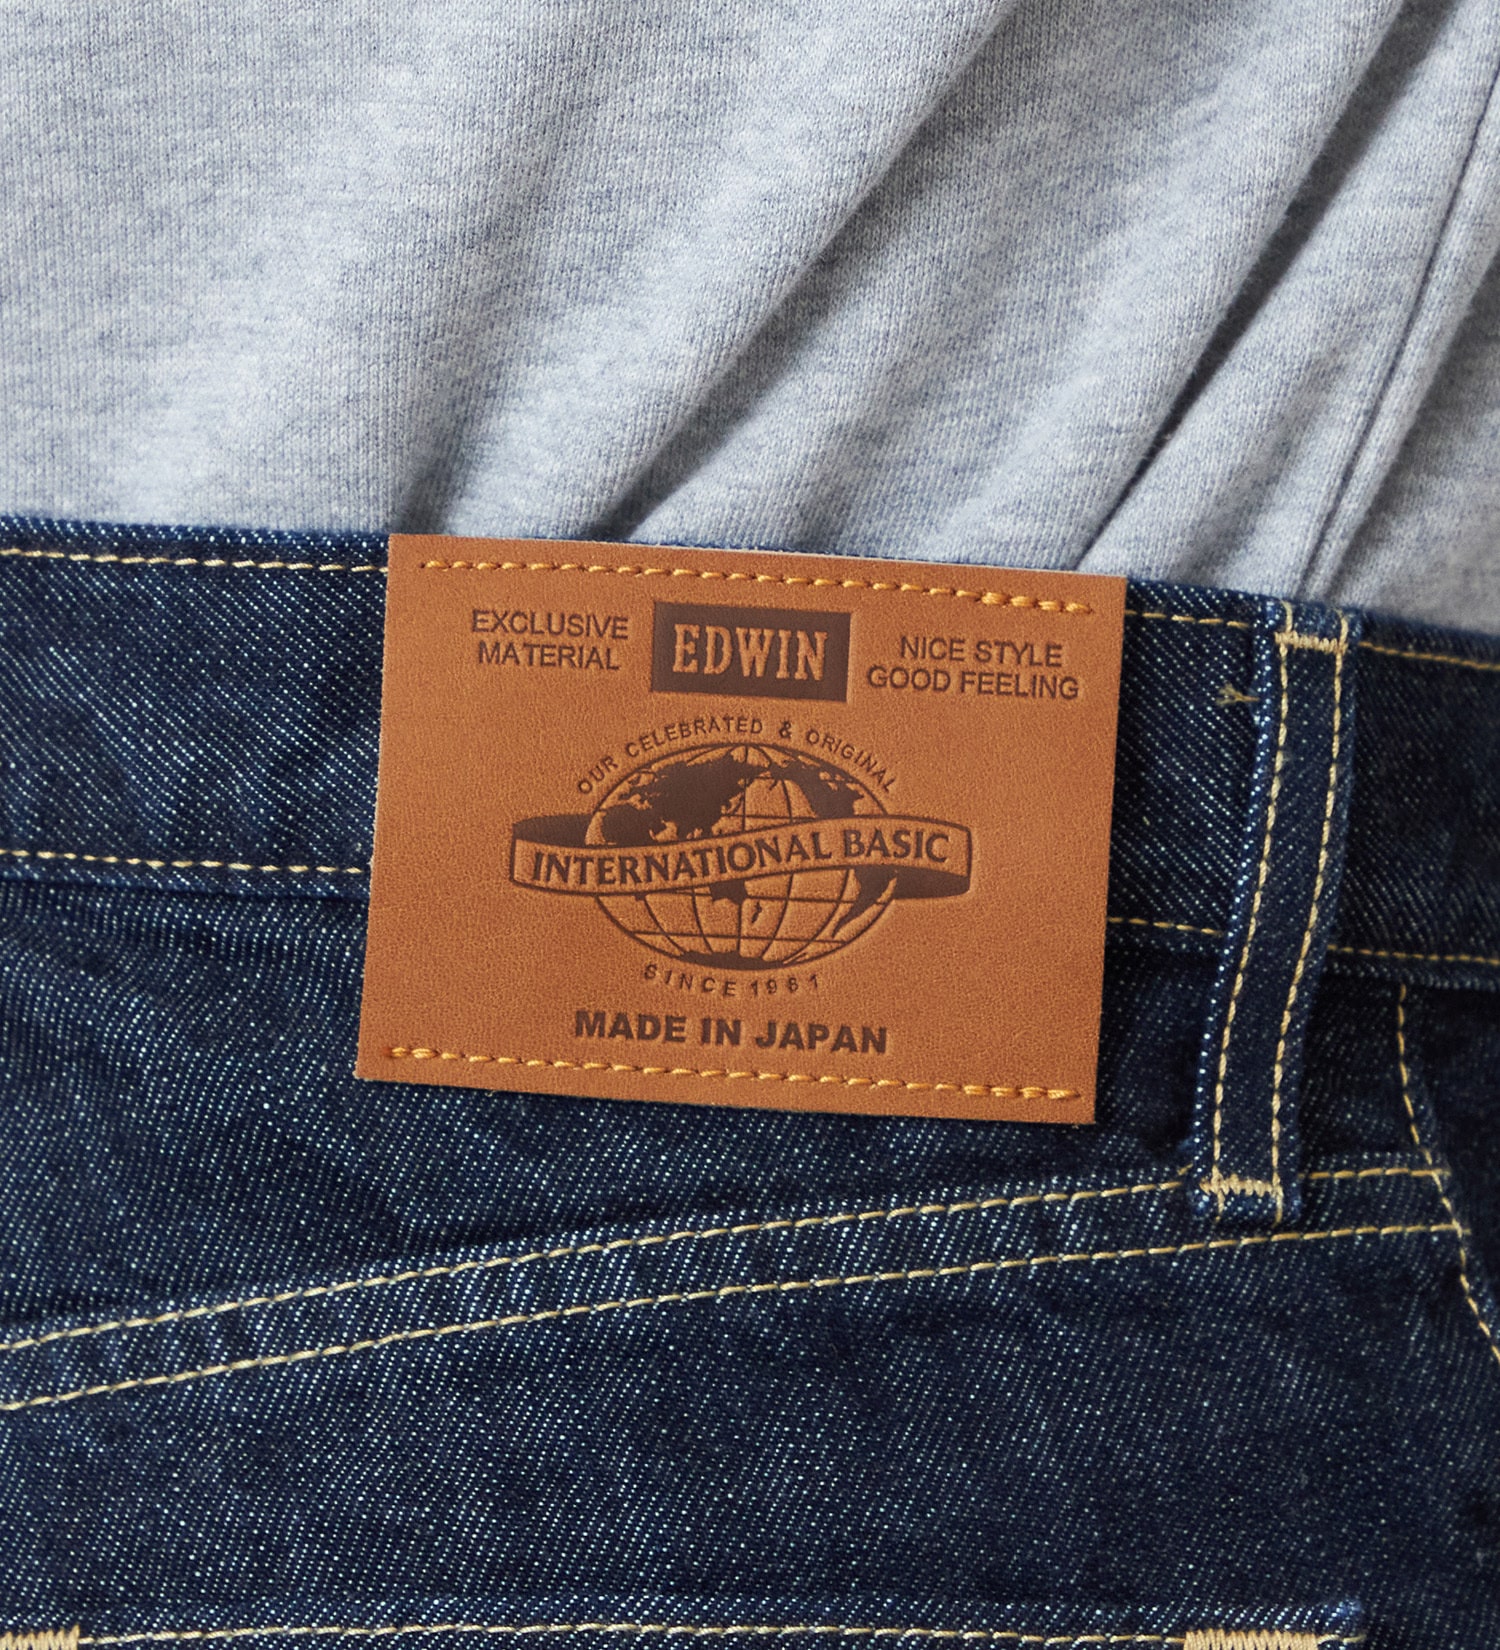 EXCLUSIVE
MATERIAL
EDWIN
NICE STYLE
GOOD FEELING
OUR CELEBRATED & ORIGINAL
INTERNATIONAL BASIC
SINCE 1961
MADE IN JAPAN